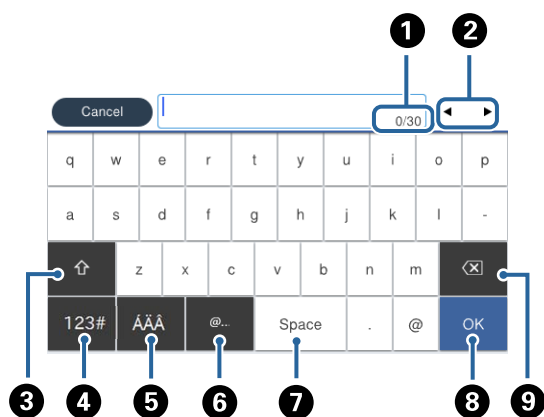 1 2
Cancel 0/30 ◀ ▶
q w e r t y u i o p
a s d f g h j k l -
z x c v b n m
123# ÁÄÂ @... Space . @ OK
3 4 5 6 7 8 9